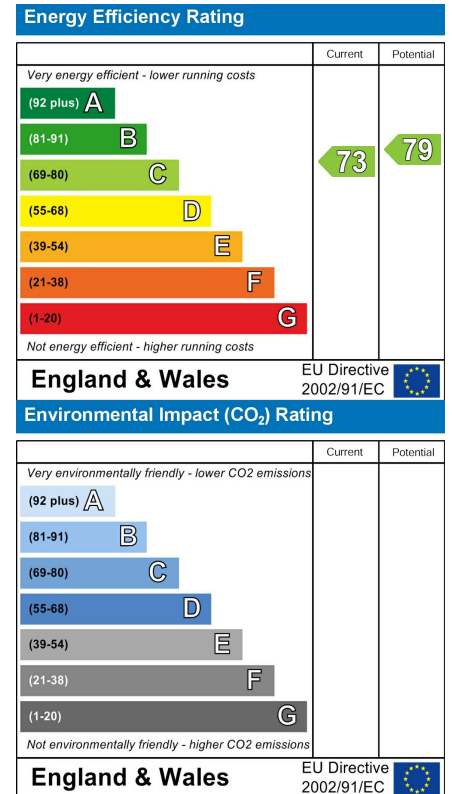 Energy Efficiency Rating
Current Potential
Very energy efficient - lower running costs
(92 plus) A
(81-91) B
(69-80) C
73 79
(55-68) D
(39-54) E
(21-38) F
(1-20) G
Not energy efficient - higher running costs
England & Wales
EU Directive
2002/91/EC
Environmental Impact (CO₂) Rating
Current Potential
Very environmentally friendly - lower CO2 emissions
(92 plus) A
(81-91) B
(69-80) C
(55-68) D
(39-54) E
(21-38) F
(1-20) G
Not environmentally friendly - higher CO2 emissions
England & Wales
EU Directive
2002/91/EC